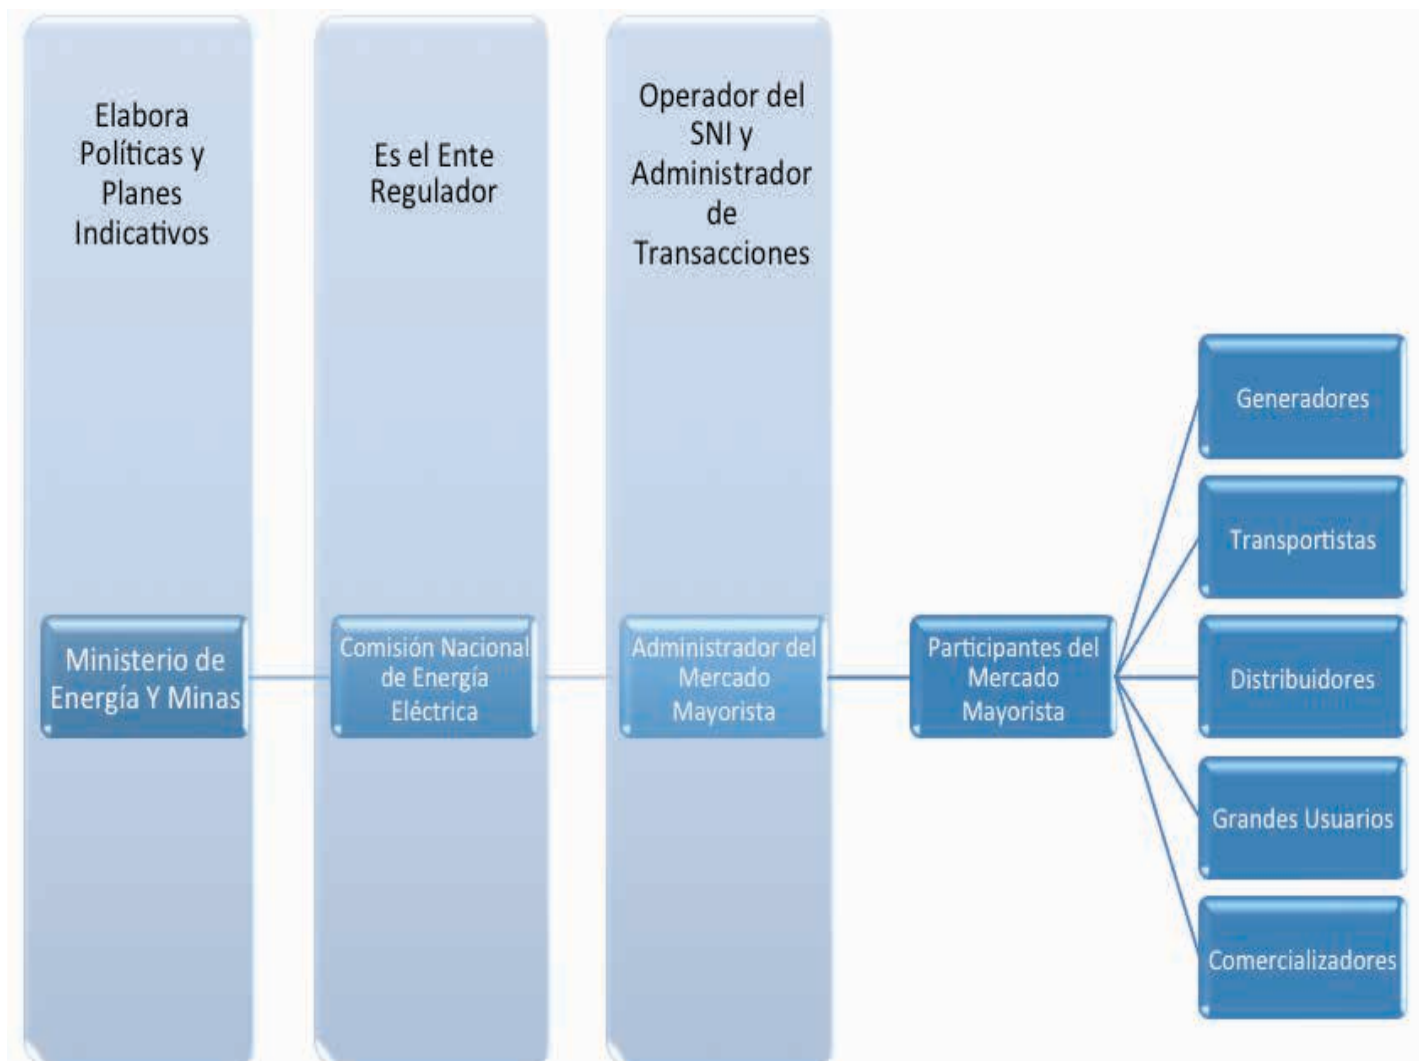 Elabora
Políticas y
Planes
Indicativos
Es el Ente
Regulador
Operador del
SNI y
Administrador
de
Transacciones
Ministerio de
Energía Y Minas
Comisión Nacional
de Energía
Eléctrica
Administrador del
Mercado
Mayorista
Participantes del
Mercado
Mayorista
Generadores
Transportistas
Distribuidores
Grandes Usuarios
Comercializadores